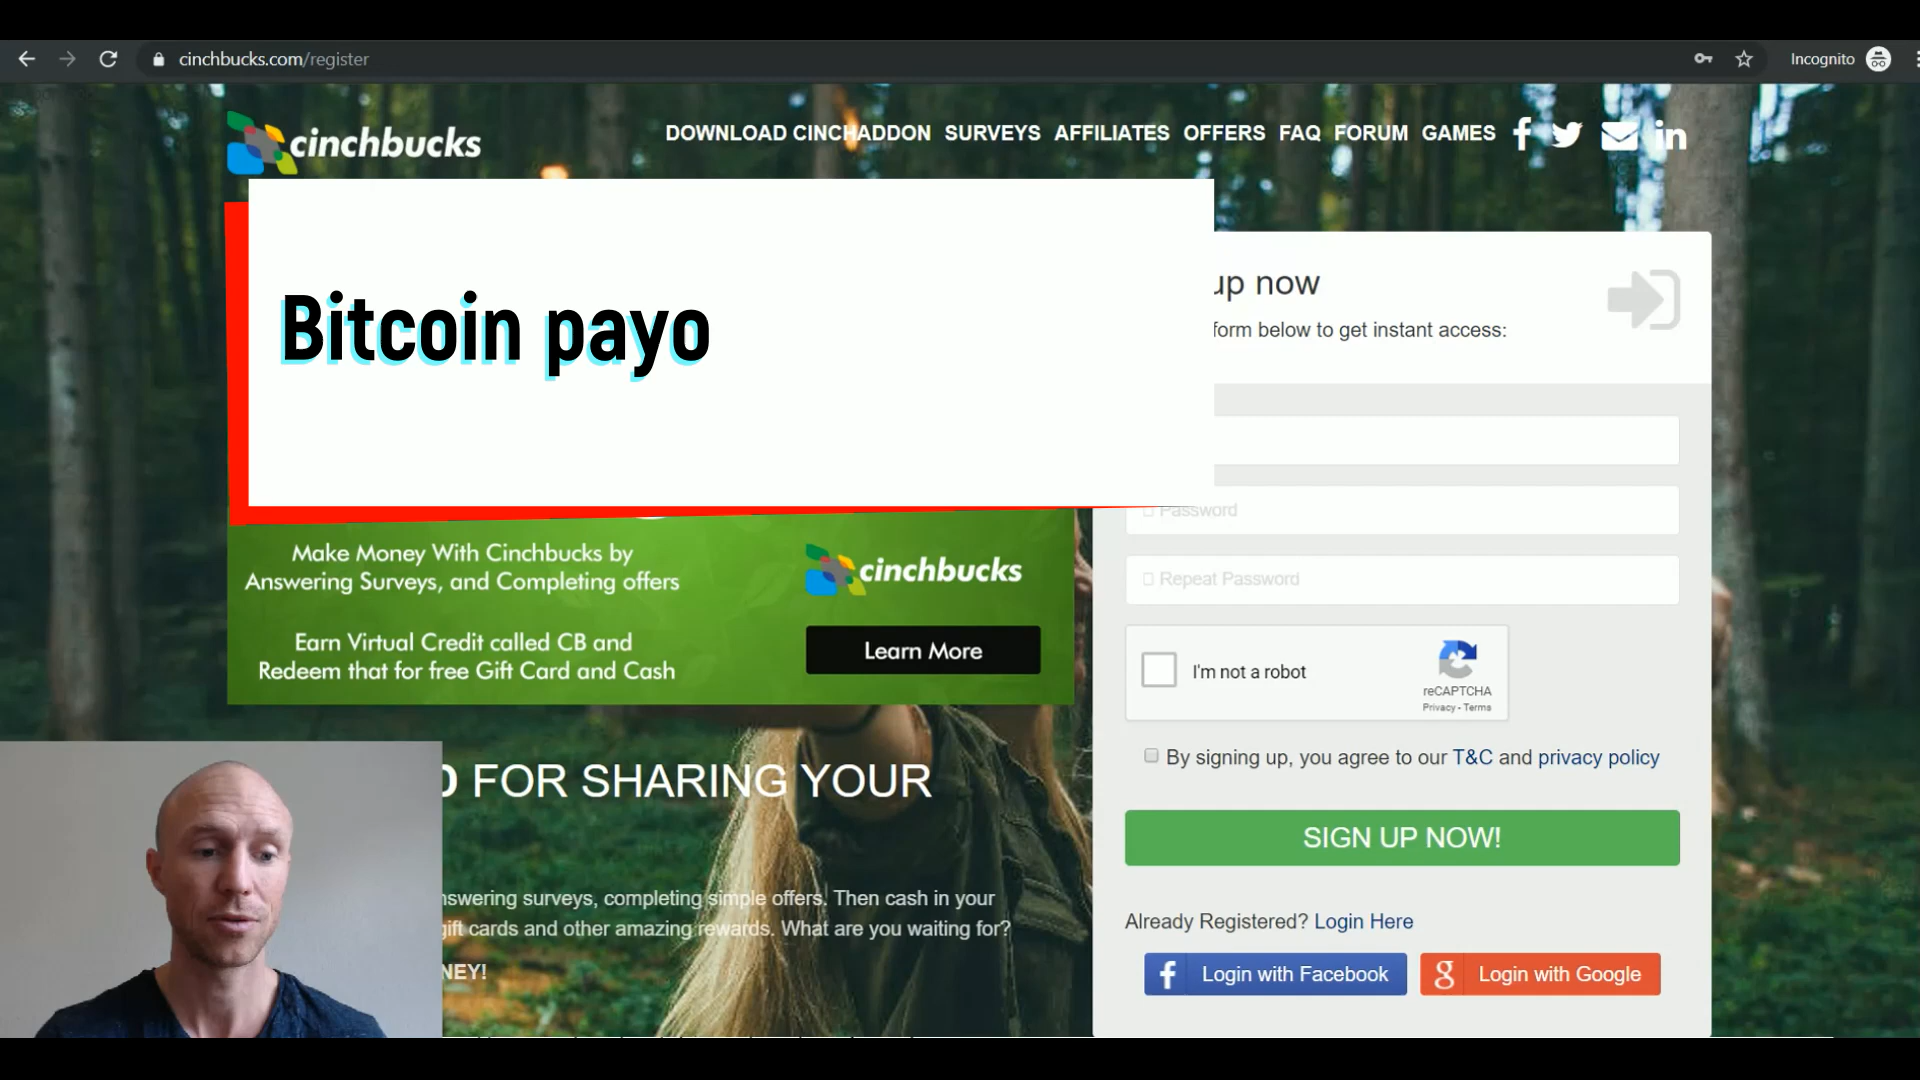 cinchbucks.com/register
Incognito
cinchbucks
DOWNLOAD CINCHADDON SURVEYS AFFILIATES OFFERS FAQ FORUM GAMES
Bitcoin payo
up now
form below to get instant access:
Password
Repeat Password
Make Money With Cinchbucks by
Answering Surveys, and Completing offers
cinchbucks
Earn Virtual Credit called CB and
Redeem that for free Gift Card and Cash
Learn More
I'm not a robot
reCAPTCHA
Privacy - Terms
By signing up, you agree to our T&C and privacy policy
FOR SHARING YOUR
SIGN UP NOW!
nswering surveys, completing simple offers. Then cash in your
gift cards and other amazing rewards. What are you waiting for?
NEY!
Already Registered? Login Here
Login with Facebook
Login with Google